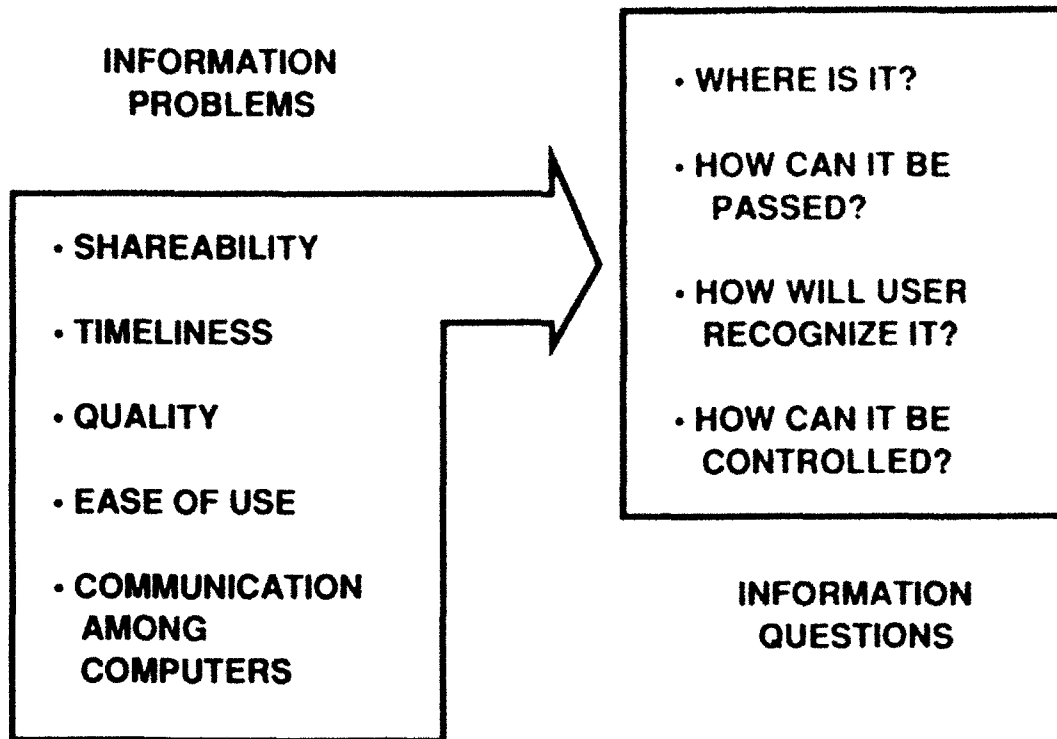 INFORMATION
PROBLEMS
• SHAREABILITY
• TIMELINESS
• QUALITY
• EASE OF USE
• COMMUNICATION
AMONG
COMPUTERS
• WHERE IS IT?
• HOW CAN IT BE
PASSED?
• HOW WILL USER
RECOGNIZE IT?
• HOW CAN IT BE
CONTROLLED?
INFORMATION
QUESTIONS